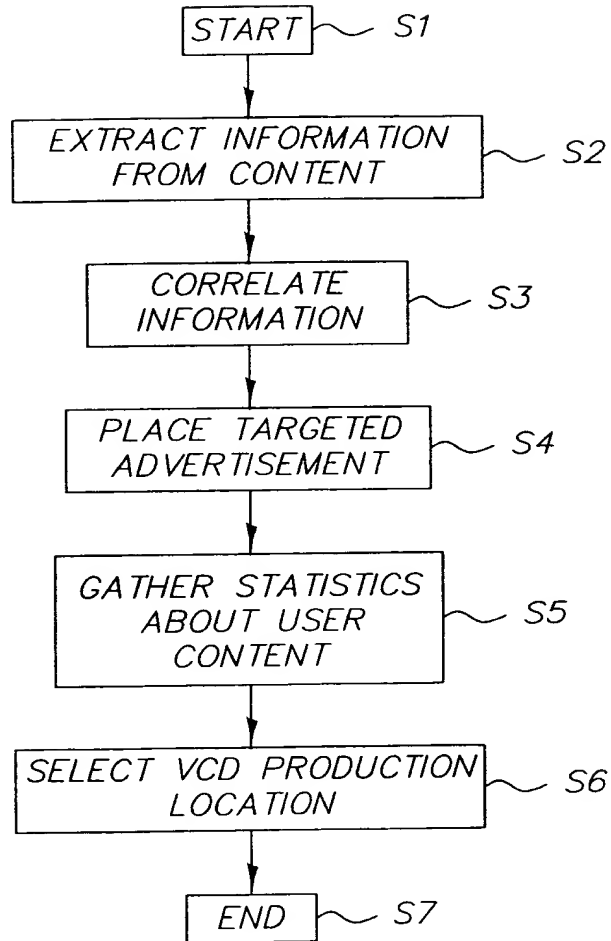 START
S1
EXTRACT INFORMATION
FROM CONTENT
S2
CORRELATE
INFORMATION
S3
PLACE TARGETED
ADVERTISEMENT
S4
GATHER STATISTICS
ABOUT USER
CONTENT
S5
SELECT VCD PRODUCTION
LOCATION
S6
END
S7